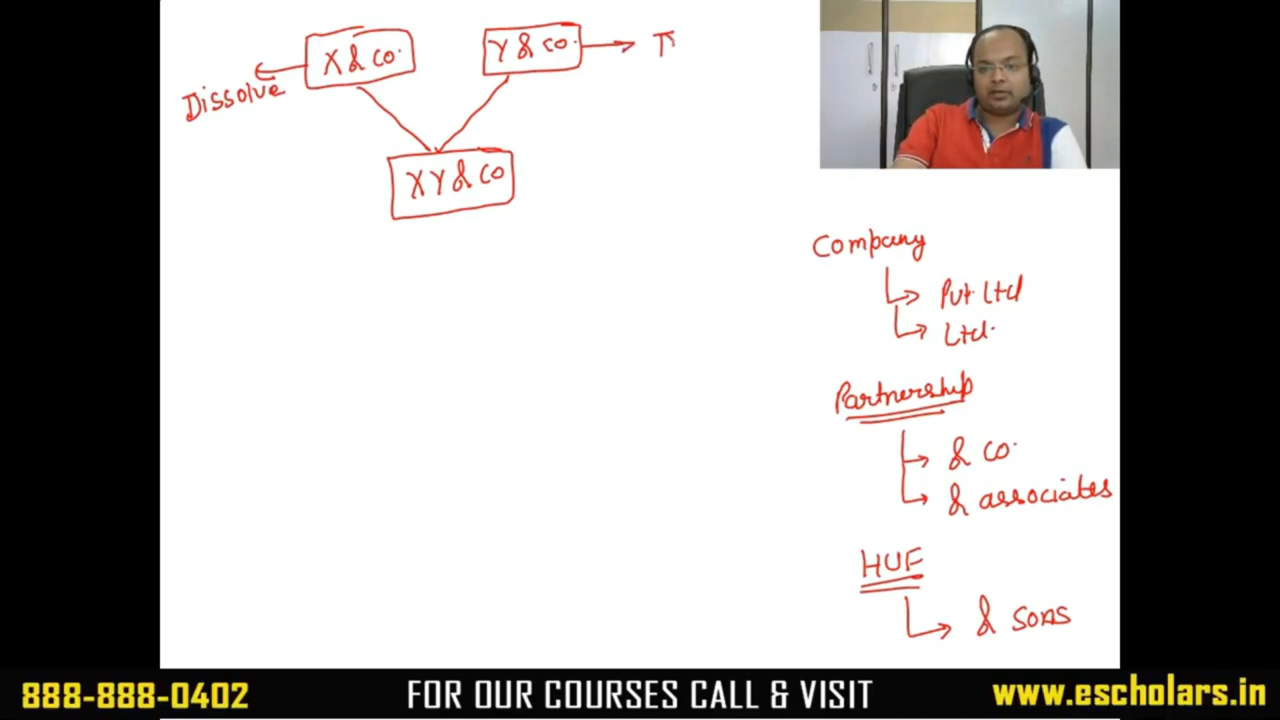 X & Co.
Y & Co.
Dissolve
XY & Co
Company
Pvt. Ltd
Ltd.
Partnership
& Co.
& associates
HUF
& sons
888-888-0402
FOR OUR COURSES CALL & VISIT
www.escholars.in